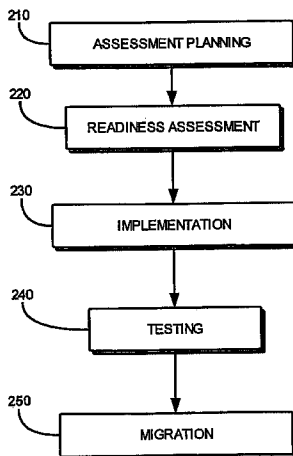 210
ASSESSMENT PLANNING
220
READINESS ASSESSMENT
230
IMPLEMENTATION
240
TESTING
250
MIGRATION